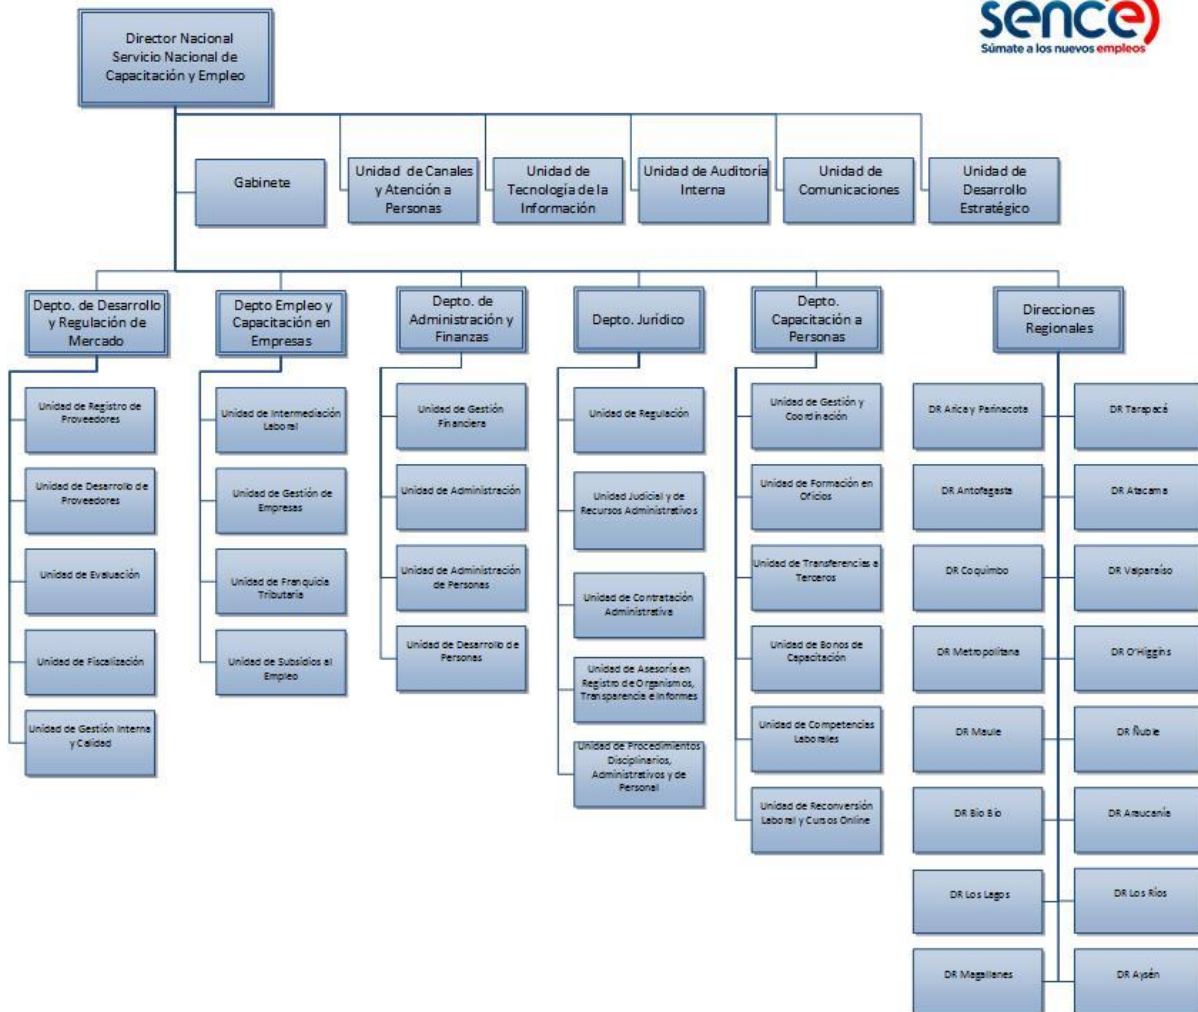 sence
Súmate a los nuevos empleos
Director Nacional
Servicio Nacional de
Capacitación y Empleo
Gabinete
Unidad de Canales
y Atención a
Personas
Unidad de
Tecnología de la
Información
Unidad de Auditoría
Interna
Unidad de
Comunicaciones
Unidad de
Desarrollo
Estratégico
Depto. de Desarrollo
y Regulación de
Mercado
Depto Empleo y
Capacitación en
Empresas
Depto. de
Administración y
Finanzas
Depto. Jurídico
Depto.
Capacitación a
Personas
Direcciones
Regionales
Unidad de Registro de
Proveedores
Unidad de Desarrollo de
Proveedores
Unidad de Evaluación
Unidad de Fiscalización
Unidad de Gestión Interna
y Calidad
Unidad de Intermediación
Laboral
Unidad de Gestión de
Empresas
Unidad de Franquicia
Tributaria
Unidad de Subsidios al
Empleo
Unidad de Gestión
Financiera
Unidad de Administración
Unidad de Administración
de Personas
Unidad de Desarrollo de
Personas
Unidad de Regulación
Unidad Judicial y de
Recursos Administrativos
Unidad de Contratación
Administrativa
Unidad de Asesoría en
Registro de Organismos,
Transparencia e Informes
Unidad de Procedimientos
Disciplinarios,
Administrativos y de
Personal
Unidad de Gestión y
Coordinación
Unidad de Formación en
Oficios
Unidad de Transferencias a
Terceros
Unidad de Bonos de
Capacitación
Unidad de Competencias
Laborales
Unidad de Reconversión
Laboral y Cursos Online
DR Arica y Parinacota
DR Tarapacá
DR Antofagasta
DR Atacama
DR Coquimbo
DR Valparaíso
DR Metropolitana
DR O'Higgins
DR Maule
DR Ñuble
DR Bío Bío
DR Araucanía
DR Los Lagos
DR Los Ríos
DR Magallanes
DR Aysén